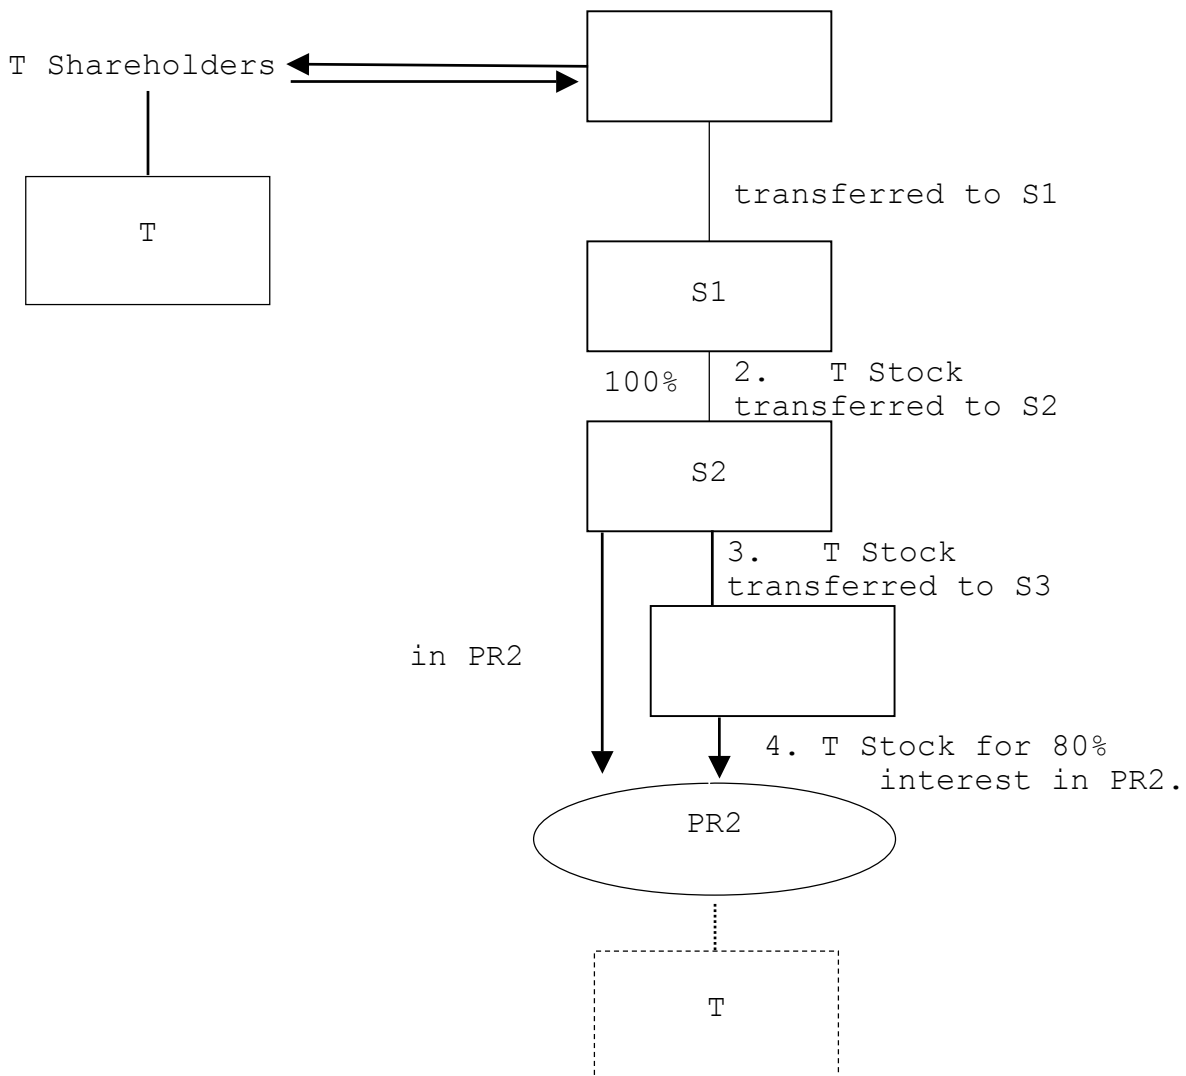 T Shareholders
transferred to S1
T
S1
100%
2. T Stock
transferred to S2
S2
3. T Stock
transferred to S3
in PR2
4. T Stock for 80%
interest in PR2.
PR2
T